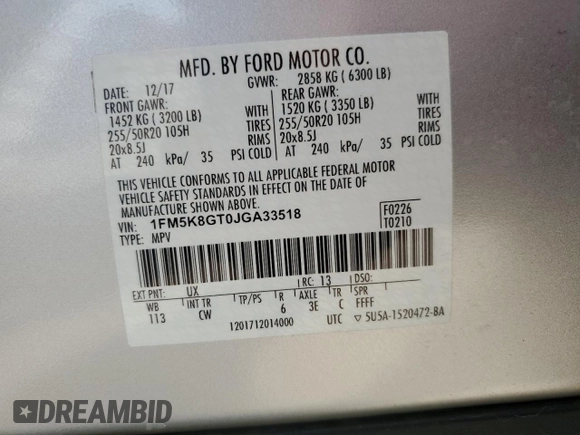 MFD. BY FORD MOTOR CO.
DATE: 12/17 GVWR: 2858 KG ( 6300 LB)
FRONT GAWR: REAR GAWR:
1452 KG ( 3200 LB) WITH 1520 KG ( 3350 LB) WITH
255/50R20 105H TIRES 255/50R20 105H TIRES
20x8.5J RIMS 20x8.5J RIMS
AT 240 kPa/ 35 PSI COLD AT 240 kPa/ 35 PSI COLD
THIS VEHICLE CONFORMS TO ALL APPLICABLE FEDERAL MOTOR
VEHICLE SAFETY STANDARDS IN EFFECT ON THE DATE OF
MANUFACTURE SHOWN ABOVE.
VIN: 1FM5K8GT0JGA33518 F0226
TYPE: MPV T0210
EXT PNT: UX RC: 13 DSO:
WB INT TR TP/PS R AXLE TR SPR
113 CW 6 3E C FFFF
1201712014000 UTC ▽ 5U5A-1520472-BA
DREAMBID